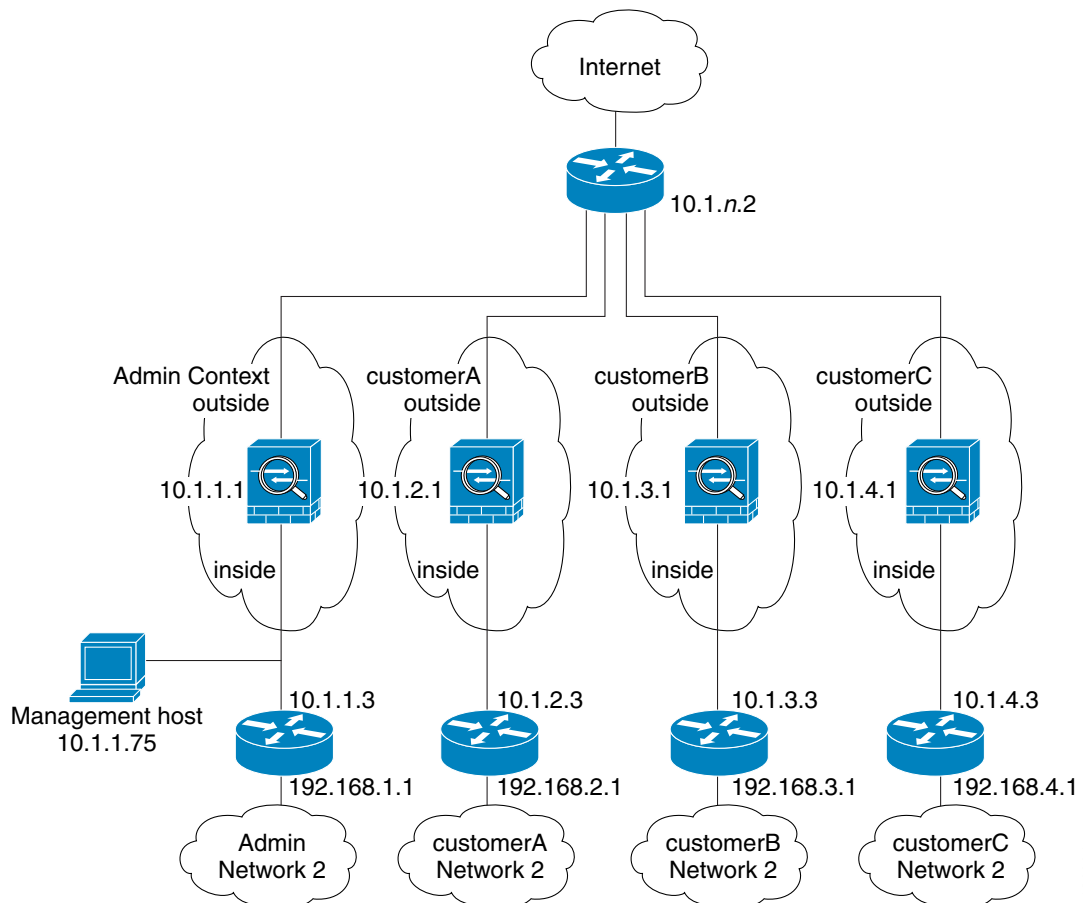 Internet
10.1.n.2
Admin Context
outside
customerA
outside
customerB
outside
customerC
outside
10.1.1.1
10.1.2.1
10.1.3.1
10.1.4.1
inside
inside
inside
inside
Management host
10.1.1.75
10.1.1.3
10.1.2.3
10.1.3.3
10.1.4.3
192.168.1.1
192.168.2.1
192.168.3.1
192.168.4.1
Admin
Network 2
customerA
Network 2
customerB
Network 2
customerC
Network 2